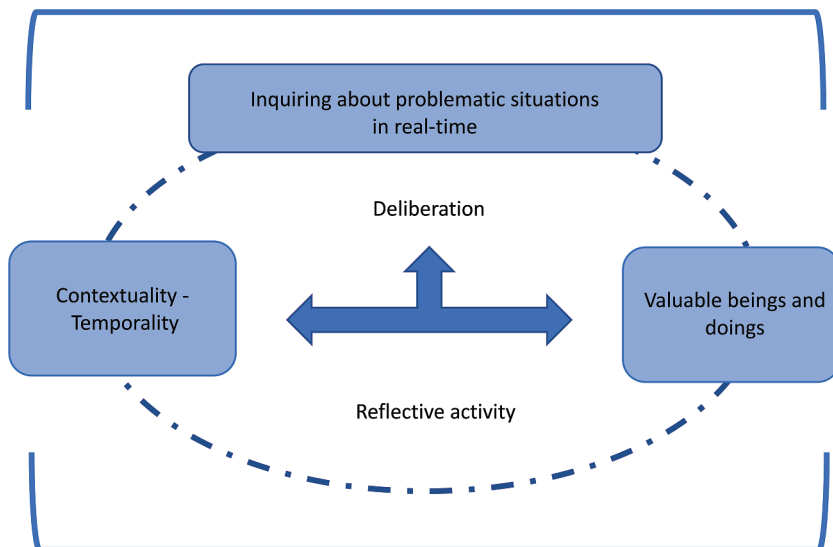 Inquiring about problematic situations
in real-time
Deliberation
Contextuality -
Temporality
Valuable beings and
doings
Reflective activity